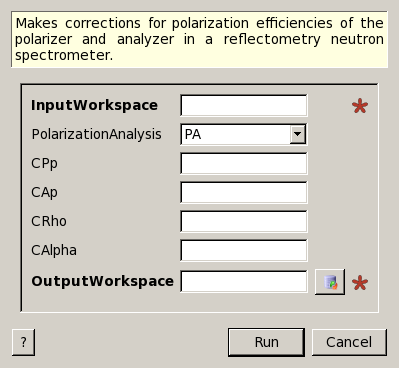 Makes corrections for polarization efficiencies of the
polarizer and analyzer in a reflectometry neutron
spectrometer.
InputWorkspace *
PolarizationAnalysis PA
CPp
CAp
CRho
CAlpha
OutputWorkspace *
? Run Cancel